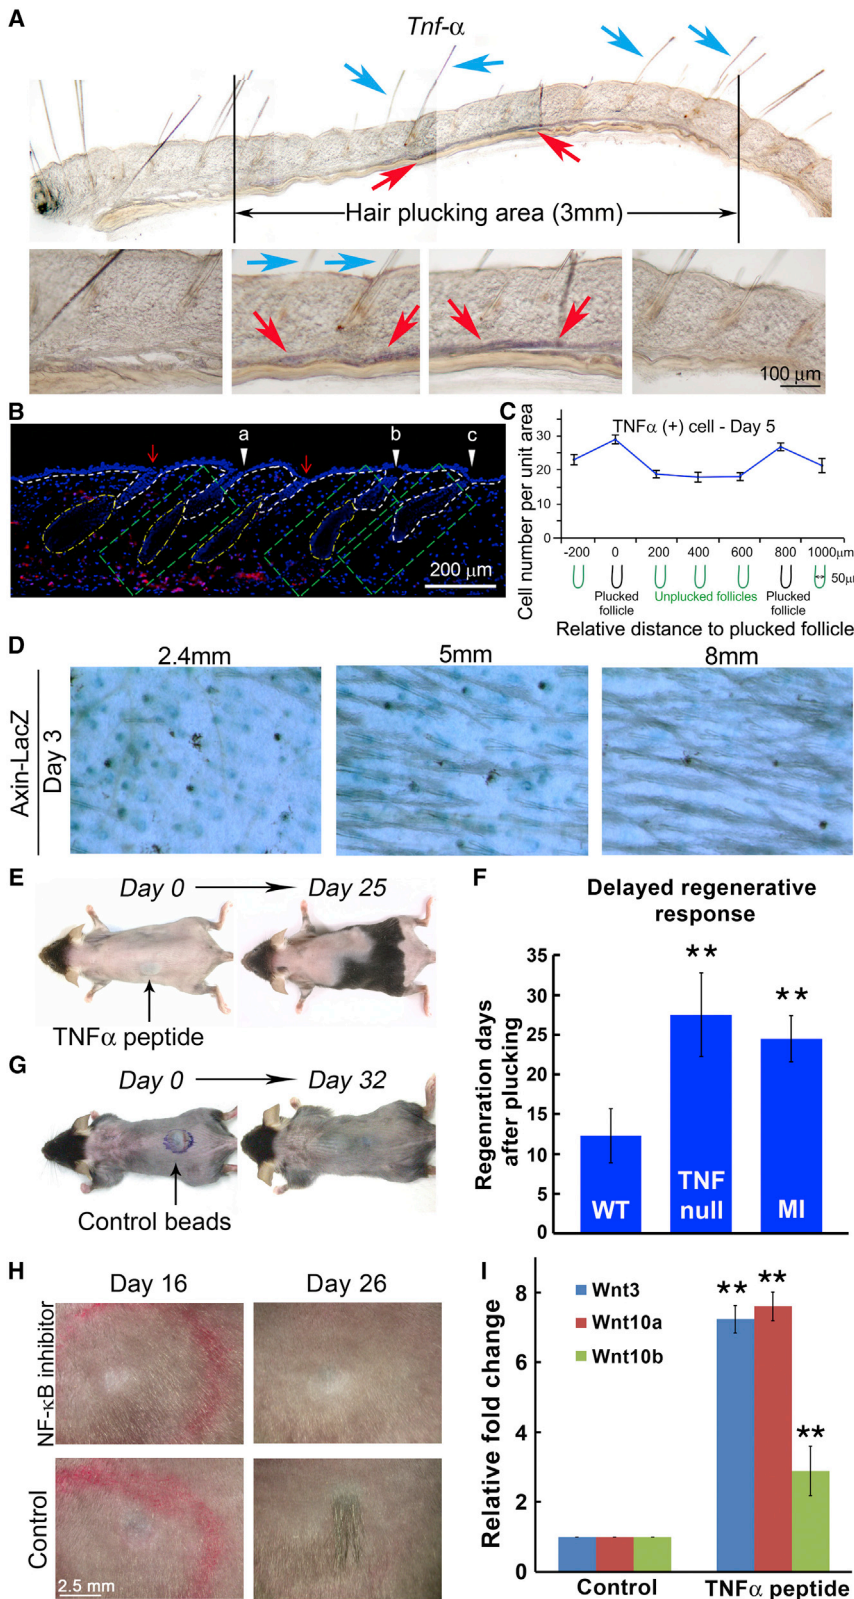 A
Tnf-α
Hair plucking area (3mm)
100 μm
B
a
b
c
200 μm
C
TNFα (+) cell - Day 5
Cell number per unit area
30
20
10
0
-200 0 200 400 600 800 1000μm
50μm
Plucked follicle
Unplucked follicles
Plucked follicle
Relative distance to plucked follicle
D
2.4mm
5mm
8mm
Axin-LacZ
Day 3
E
Day 0
Day 25
TNFα peptide
F
Delayed regenerative
response
Regenration days
after plucking
35
30
25
20
15
10
5
0
**
**
WT
TNF
null
MI
G
Day 0
Day 32
Control beads
H
Day 16
Day 26
NF-κB inhibitor
Control
2.5 mm
I
Relative fold change
8
6
4
2
0
Wnt3
Wnt10a
Wnt10b
**
**
**
Control
TNFα peptide